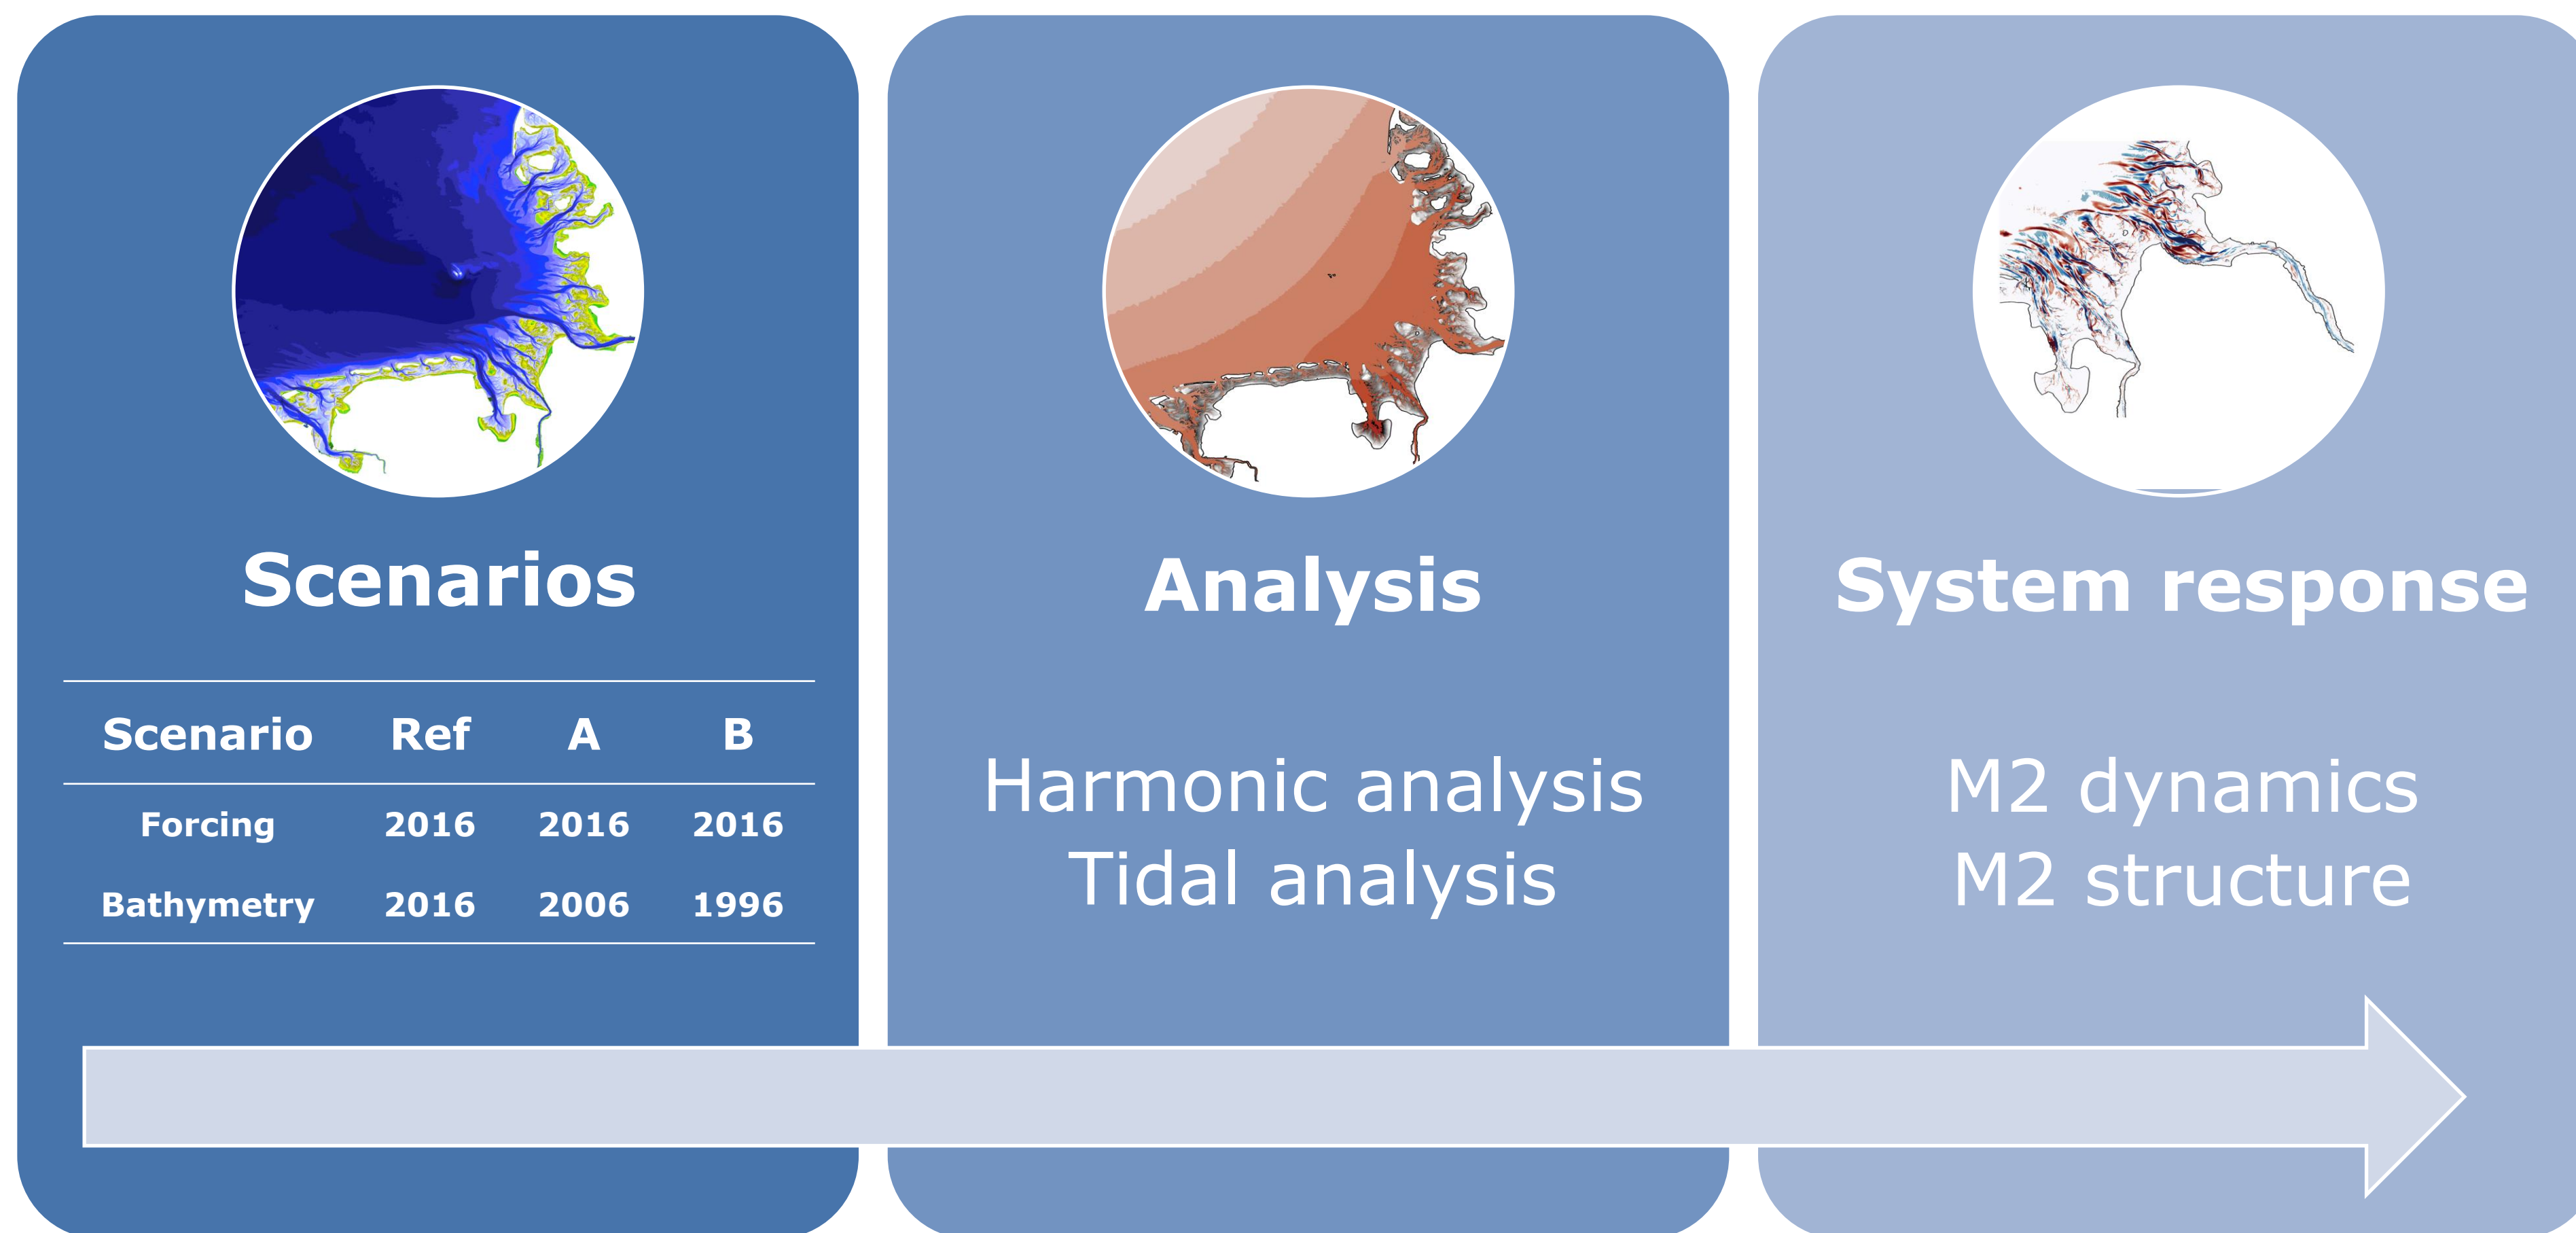 Scenarios
Scenario Ref A B
Forcing 2016 2016 2016
Bathymetry 2016 2006 1996
Analysis
Harmonic analysis
Tidal analysis
System response
M2 dynamics
M2 structure